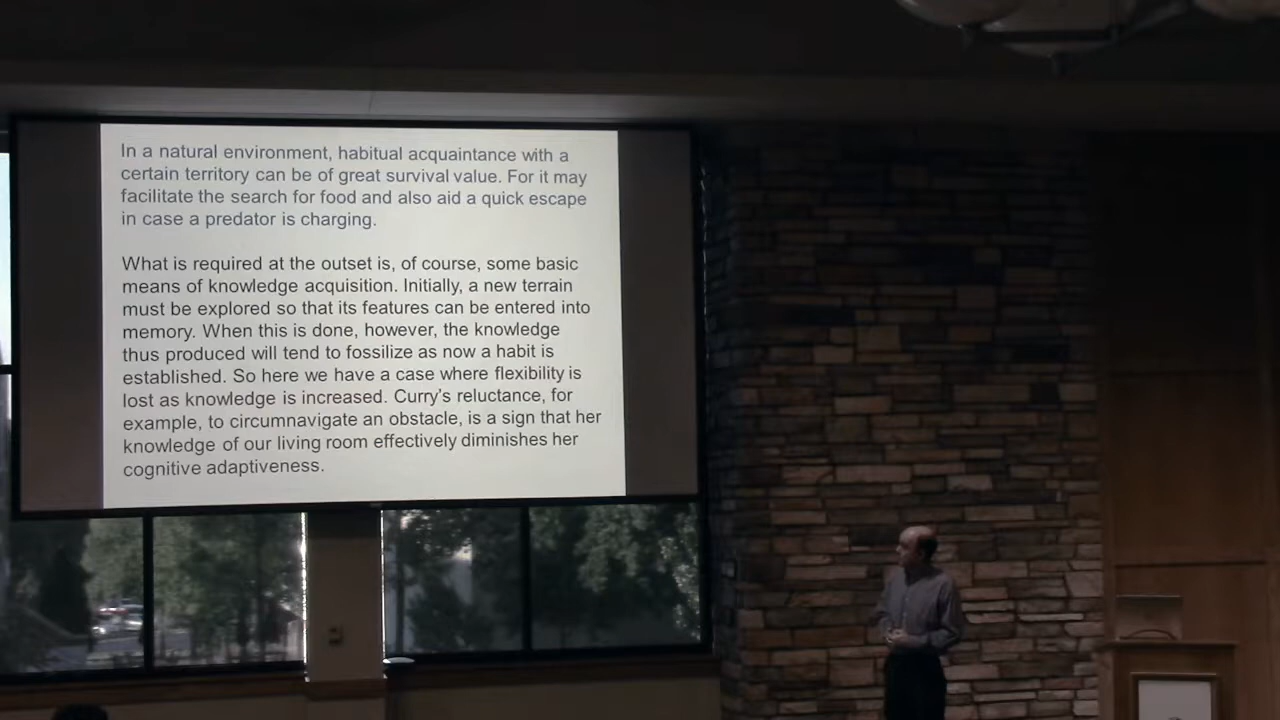 In a natural environment, habitual acquaintance with a
certain territory can be of great survival value. For it may
facilitate the search for food and also aid a quick escape
in case a predator is charging.
What is required at the outset is, of course, some basic
means of knowledge acquisition. Initially, a new terrain
must be explored so that its features can be entered into
memory. When this is done, however, the knowledge
thus produced will tend to fossilize as now a habit is
established. So here we have a case where flexibility is
lost as knowledge is increased. Curry's reluctance, for
example, to circumnavigate an obstacle, is a sign that her
knowledge of our living room effectively diminishes her
cognitive adaptiveness.